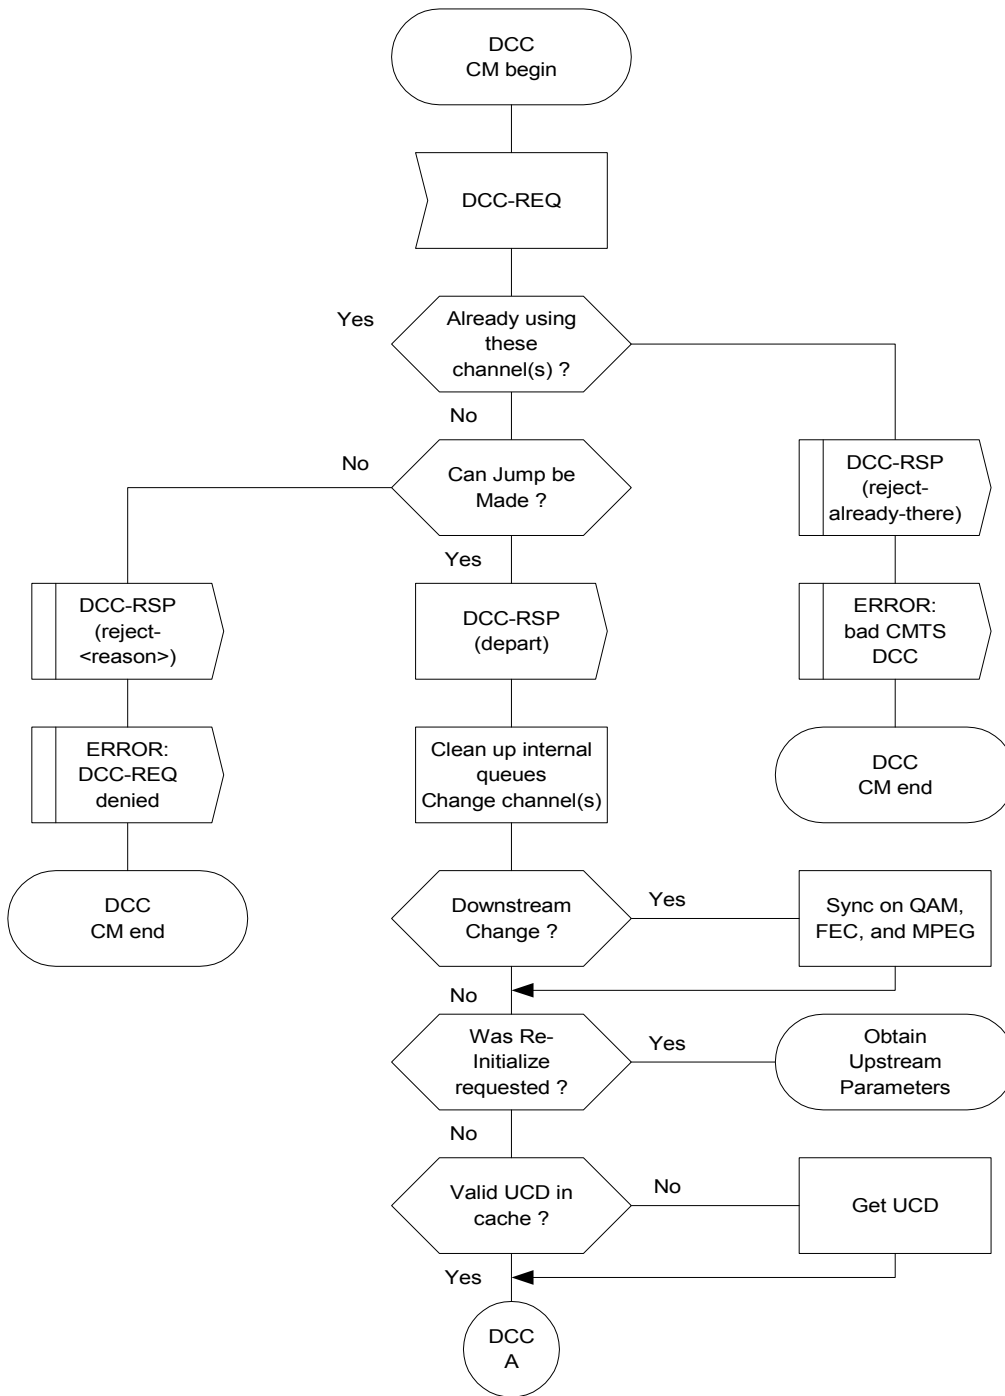 DCC
CM begin
DCC-REQ
Yes
Already using
these
channel(s) ?
No
No
Can Jump be
Made ?
DCC-RSP
(reject-
already-there)
Yes
DCC-RSP
(reject-
<reason>)
DCC-RSP
(depart)
ERROR:
bad CMTS
DCC
ERROR:
DCC-REQ
denied
Clean up internal
queues
Change channel(s)
DCC
CM end
DCC
CM end
Downstream
Change ?
Yes
Sync on QAM,
FEC, and MPEG
No
Was Re-
Initialize
requested ?
Yes
Obtain
Upstream
Parameters
No
Valid UCD in
cache ?
No
Get UCD
Yes
DCC
A